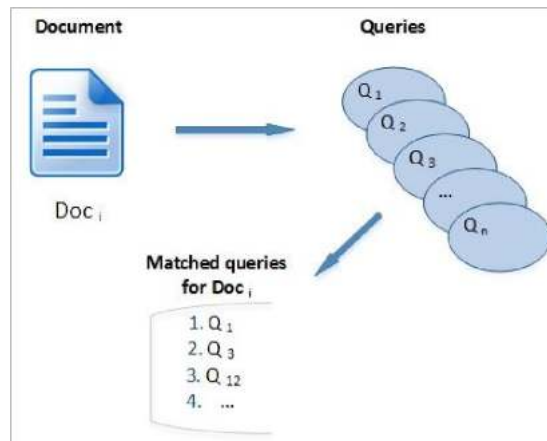 Document
Queries
Doc i
Q 1
Q 2
Q 3
...
Q n
Matched queries
for Doc i
1. Q 1
2. Q 3
3. Q 12
4. ...